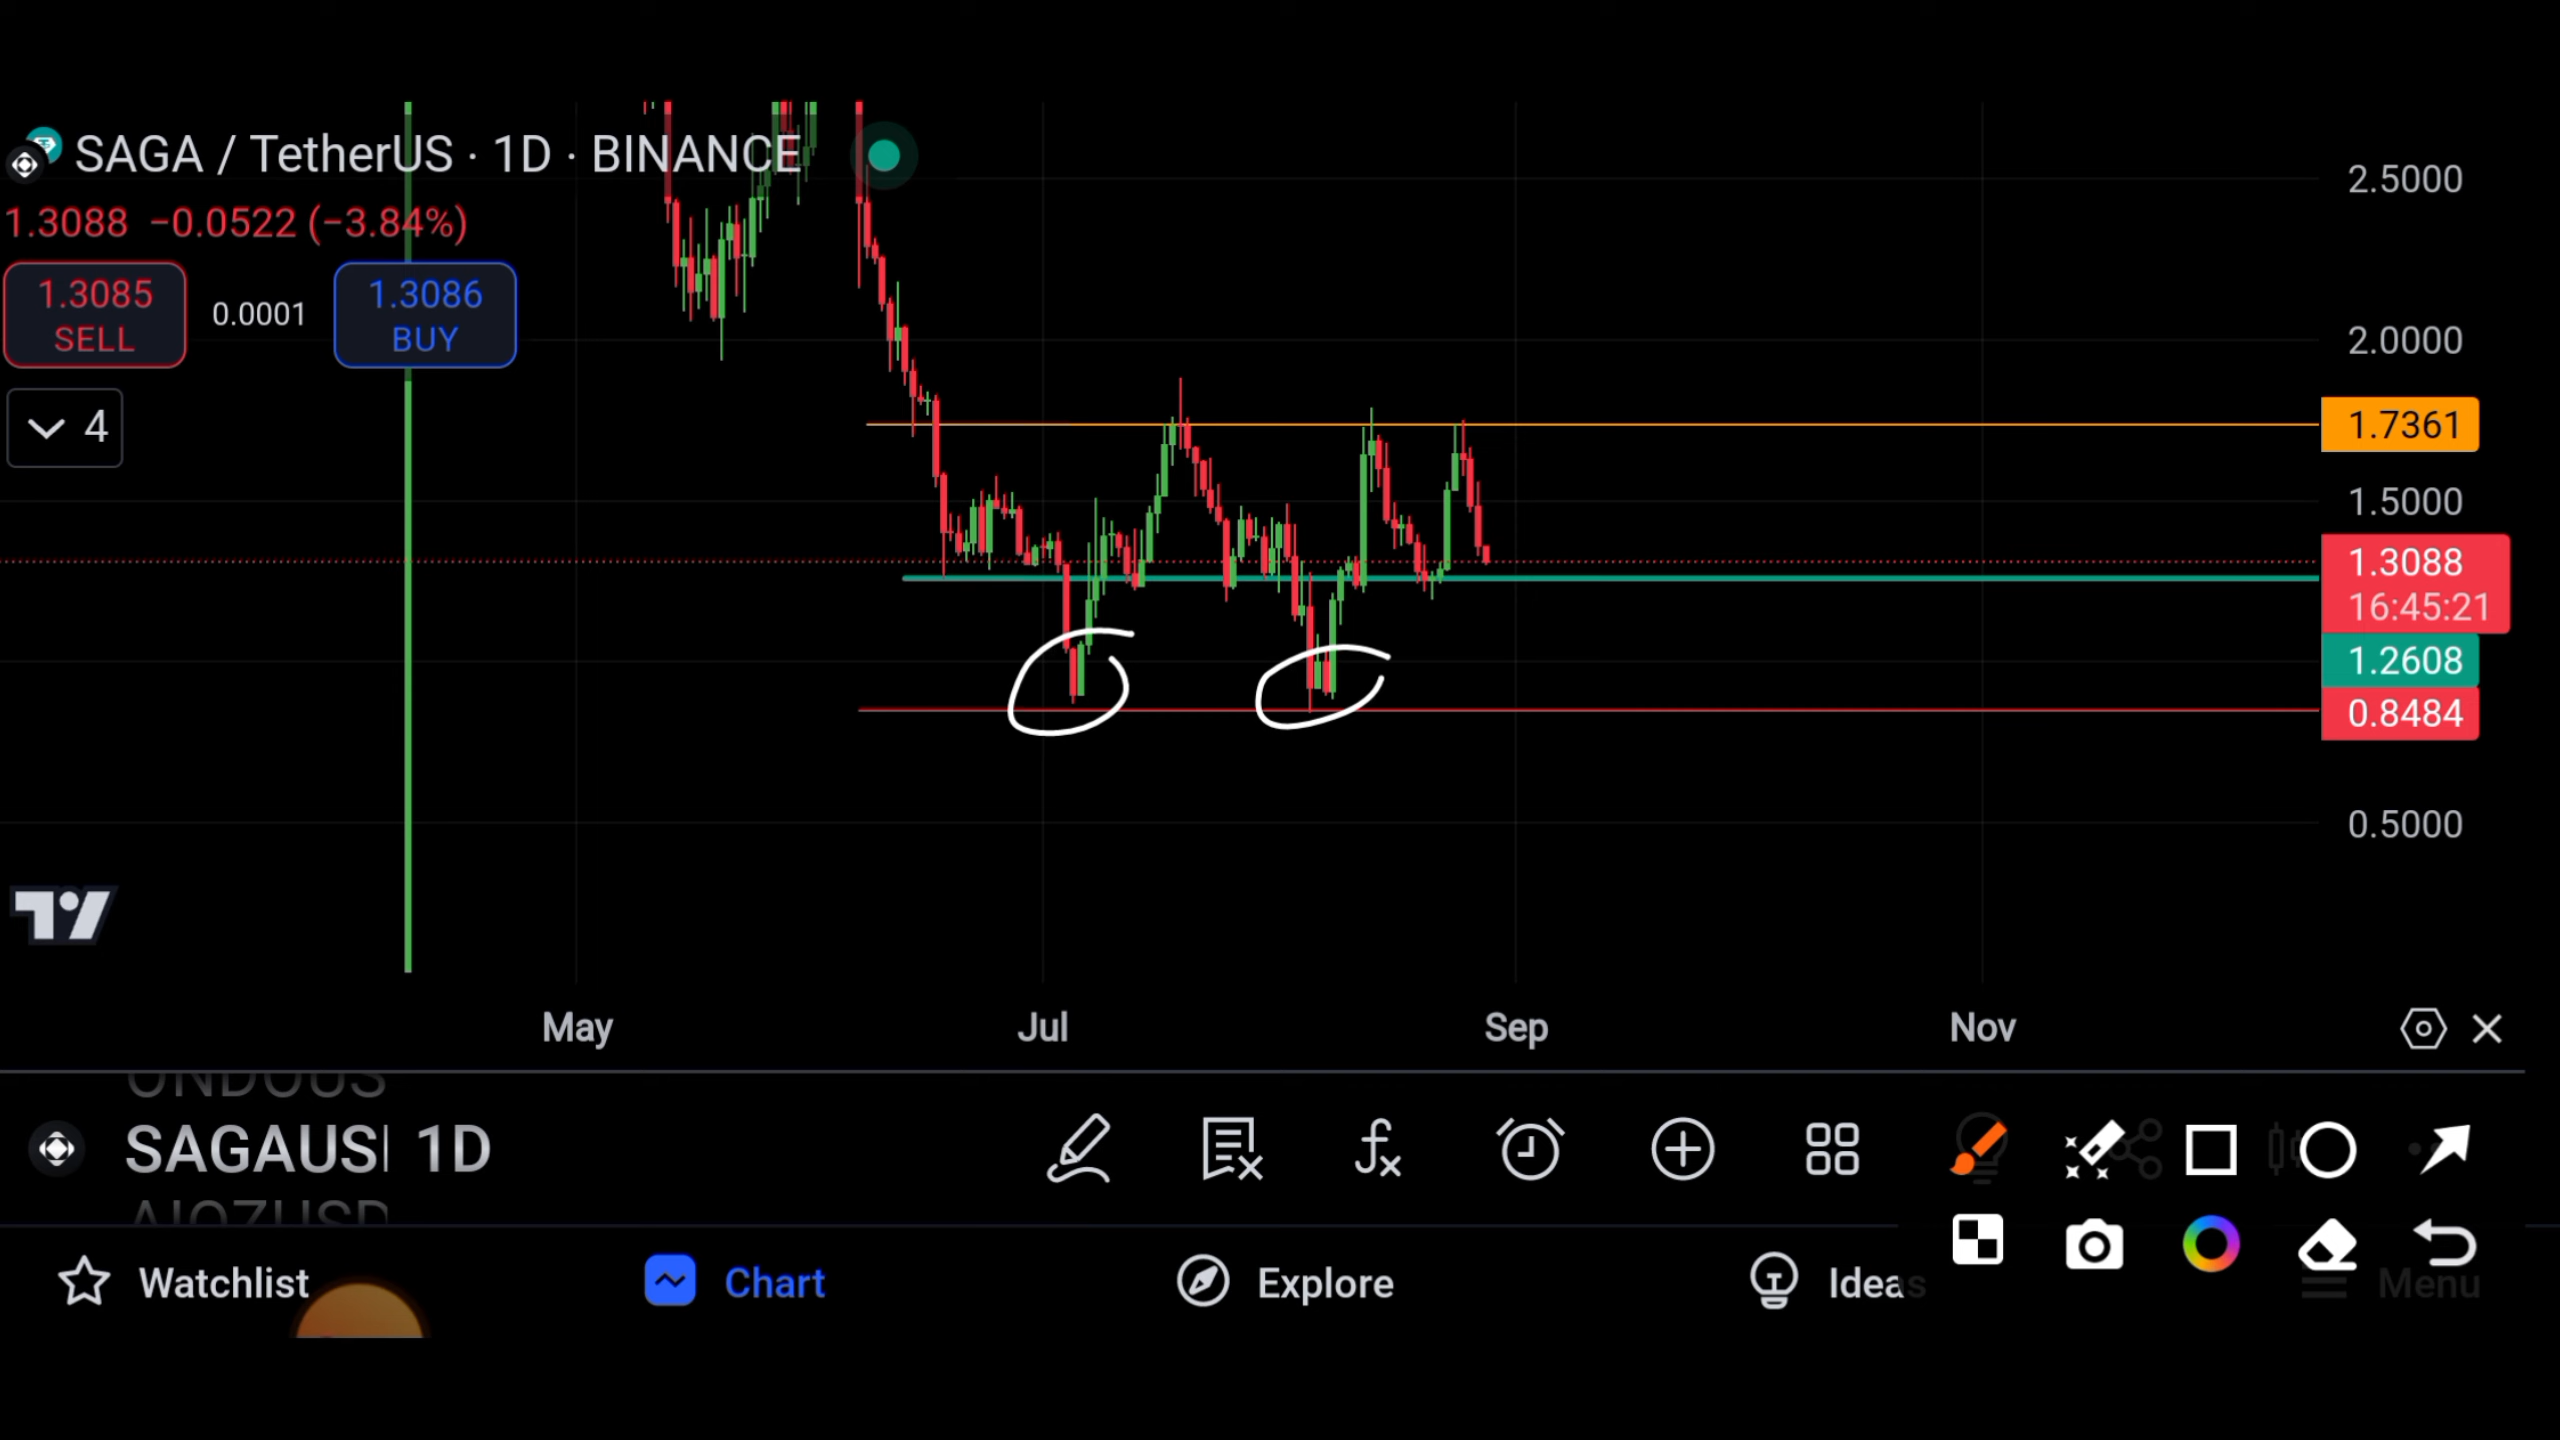 SAGA / TetherUS · 1D · BINANCE
1.3088 −0.0522 (−3.84%)
1.3085
SELL
0.0001
1.3086
BUY
4
2.5000
2.0000
1.7361
1.5000
1.3088
16:45:21
1.2608
0.8484
0.5000
May
Jul
Sep
Nov
SAGAUS 1D
Watchlist
Chart
Explore
Ideas
Menu